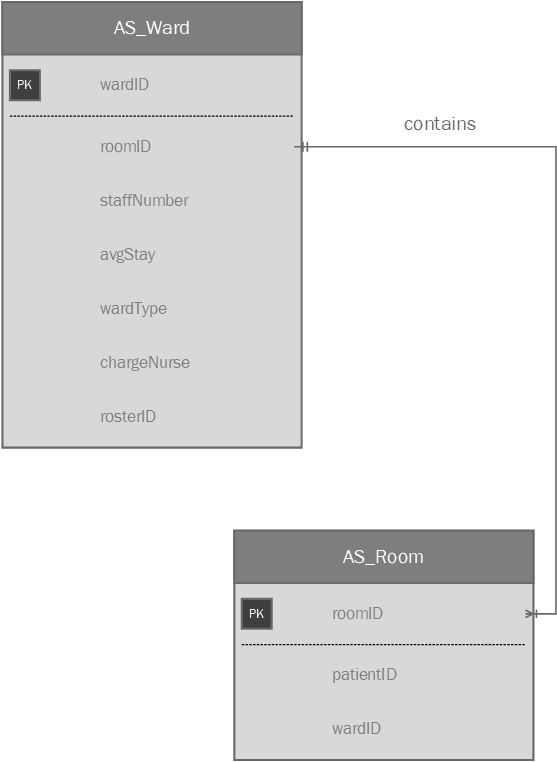 AS_Ward
PK
wardID
roomID
staffNumber
avgStay
wardType
chargeNurse
rosterID
contains
AS_Room
PK
roomID
patientID
wardID